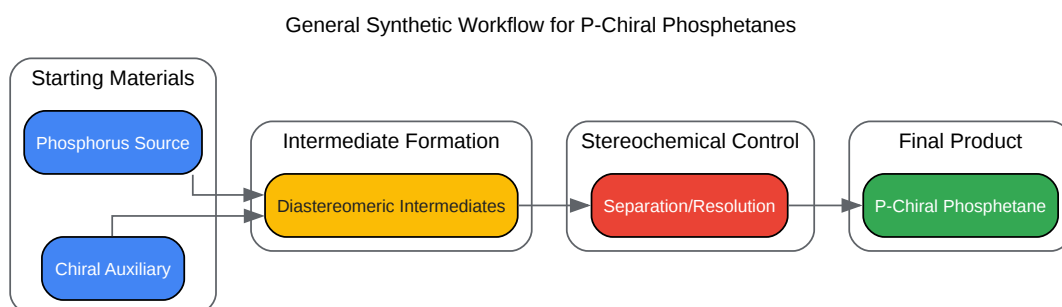 General Synthetic Workflow for P-Chiral Phosphetanes
Starting Materials
Phosphorus Source
Chiral Auxiliary
Intermediate Formation
Diastereomeric Intermediates
Stereochemical Control
Separation/Resolution
Final Product
P-Chiral Phosphetane